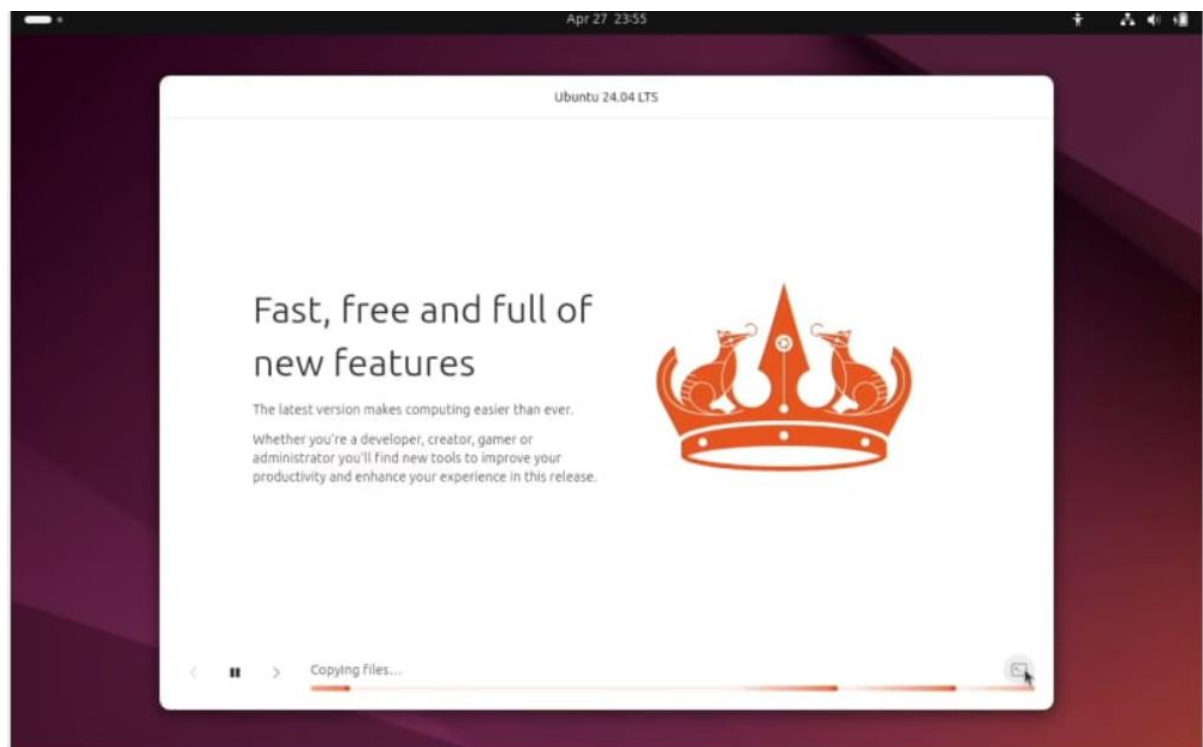 Apr 27 23:55
Ubuntu 24.04 LTS
Fast, free and full of
new features
The latest version makes computing easier than ever.
Whether you're a developer, creator, gamer or
administrator you'll find new tools to improve your
productivity and enhance your experience in this release.
Copying files...